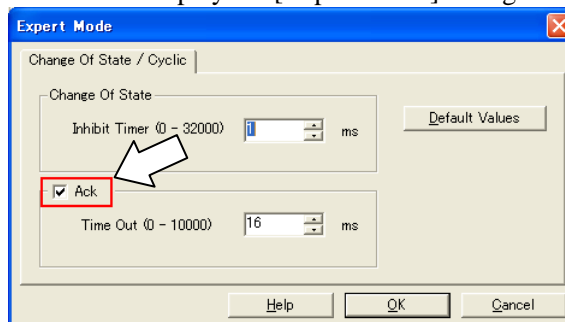 Expert Mode
Change Of State / Cyclic
Change Of State
Inhibit Timer (0 - 32000) 1 ms
Default Values
Ack
Time Out (0 - 10000) 16 ms
Help OK Cancel